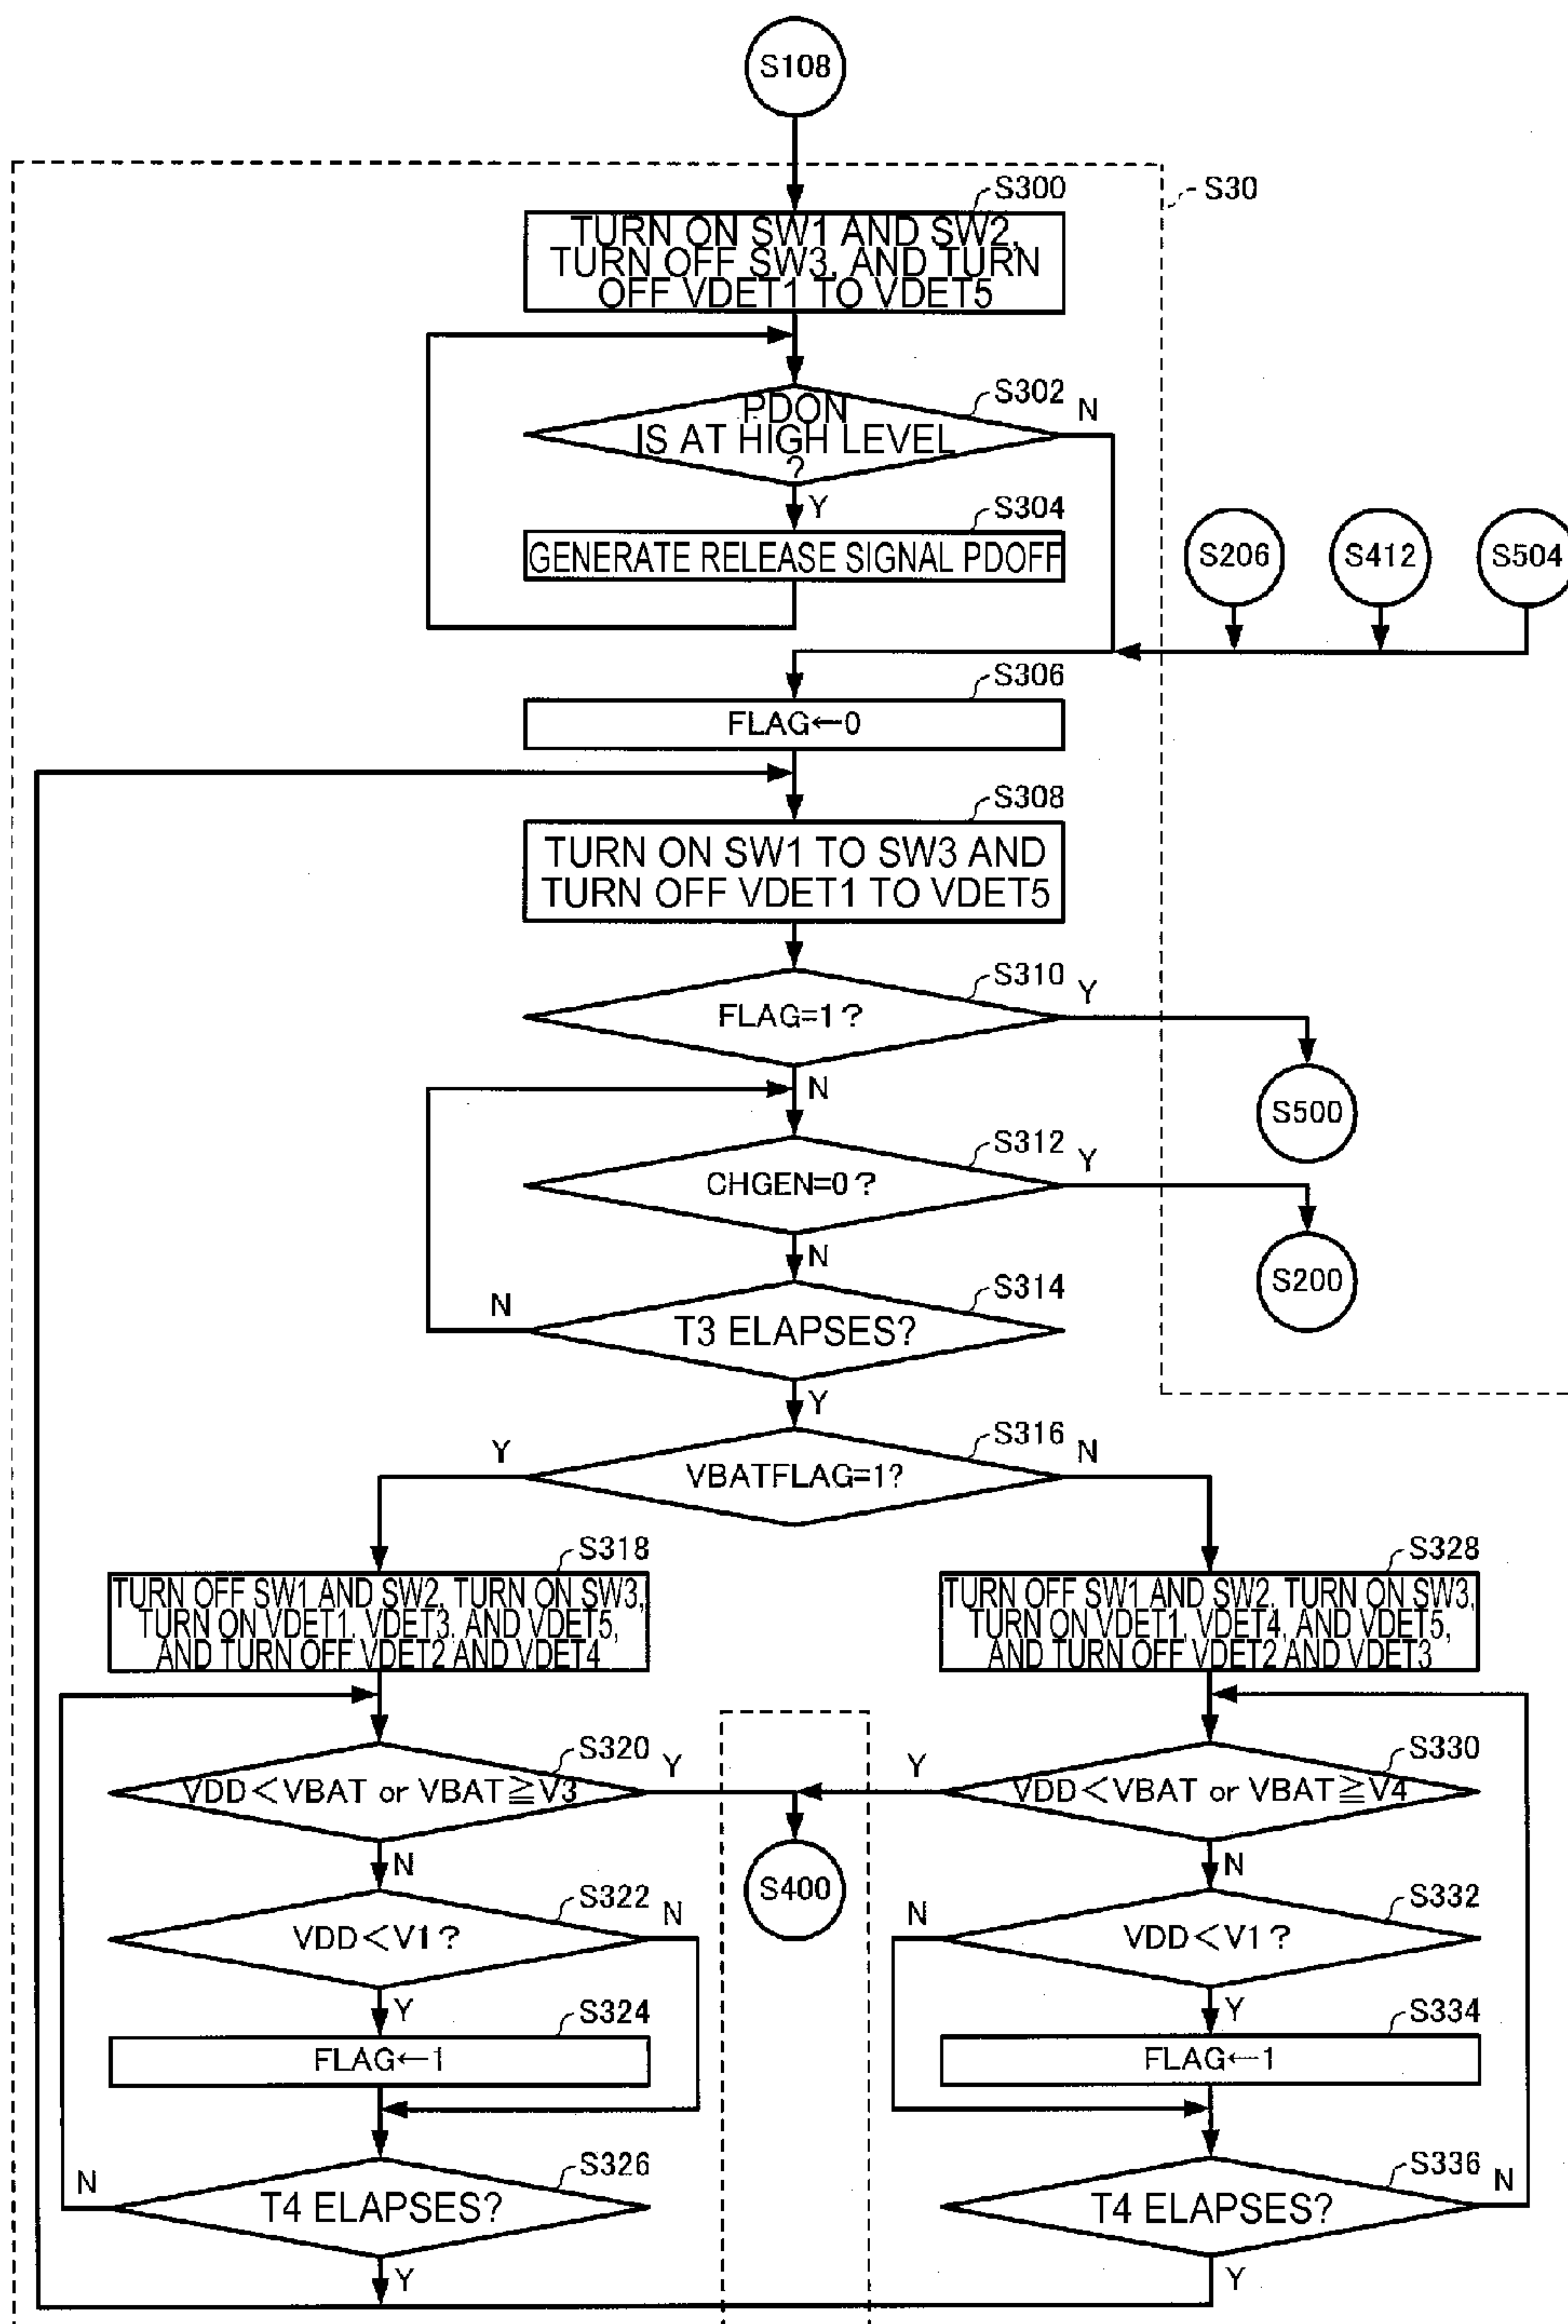 S108
S30
S300
TURN ON SW1 AND SW2,
TURN OFF SW3, AND TURN
OFF VDET1 TO VDET5
S302
PDON
IS AT HIGH LEVEL
?
N
Y
S304
GENERATE RELEASE SIGNAL PDOFF
S206
S412
S504
S306
FLAG←0
S308
TURN ON SW1 TO SW3 AND
TURN OFF VDET1 TO VDET5
S310
FLAG=1?
Y
N
S500
S312
CHGEN=0?
Y
N
S200
S314
T3 ELAPSES?
N
Y
S316
VBATFLAG=1?
Y
N
S318
TURN OFF SW1 AND SW2, TURN ON SW3,
TURN ON VDET1, VDET3, AND VDET5,
AND TURN OFF VDET2 AND VDET4
S328
TURN OFF SW1 AND SW2, TURN ON SW3,
TURN ON VDET1, VDET4, AND VDET5,
AND TURN OFF VDET2 AND VDET3
S320
VDD<VBAT or VBAT≧V3
Y
N
S330
VDD<VBAT or VBAT≧V4
Y
N
S400
S322
VDD<V1?
N
Y
S332
VDD<V1?
N
Y
S324
FLAG←1
S334
FLAG←1
S326
T4 ELAPSES?
N
Y
S336
T4 ELAPSES?
N
Y